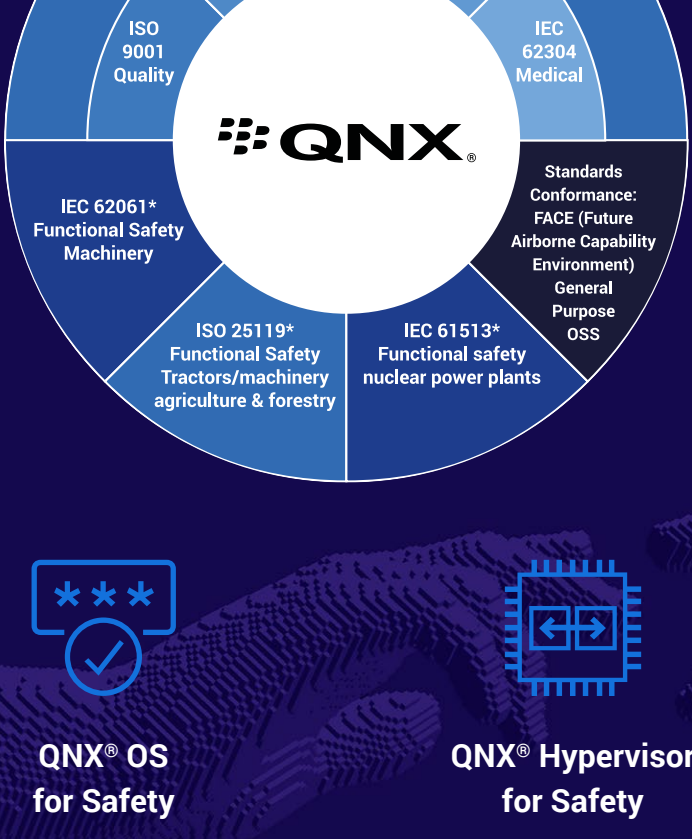 ISO
9001
Quality
IEC
62304
Medical
QNX®
IEC 62061*
Functional Safety
Machinery
Standards
Conformance:
FACE (Future
Airborne Capability
Environment)
General
Purpose
OSS
ISO 25119*
Functional Safety
Tractors/machinery
agriculture & forestry
IEC 61513*
Functional safety
nuclear power plants
***
QNX® OS
for Safety
QNX® Hypervisor
for Safety